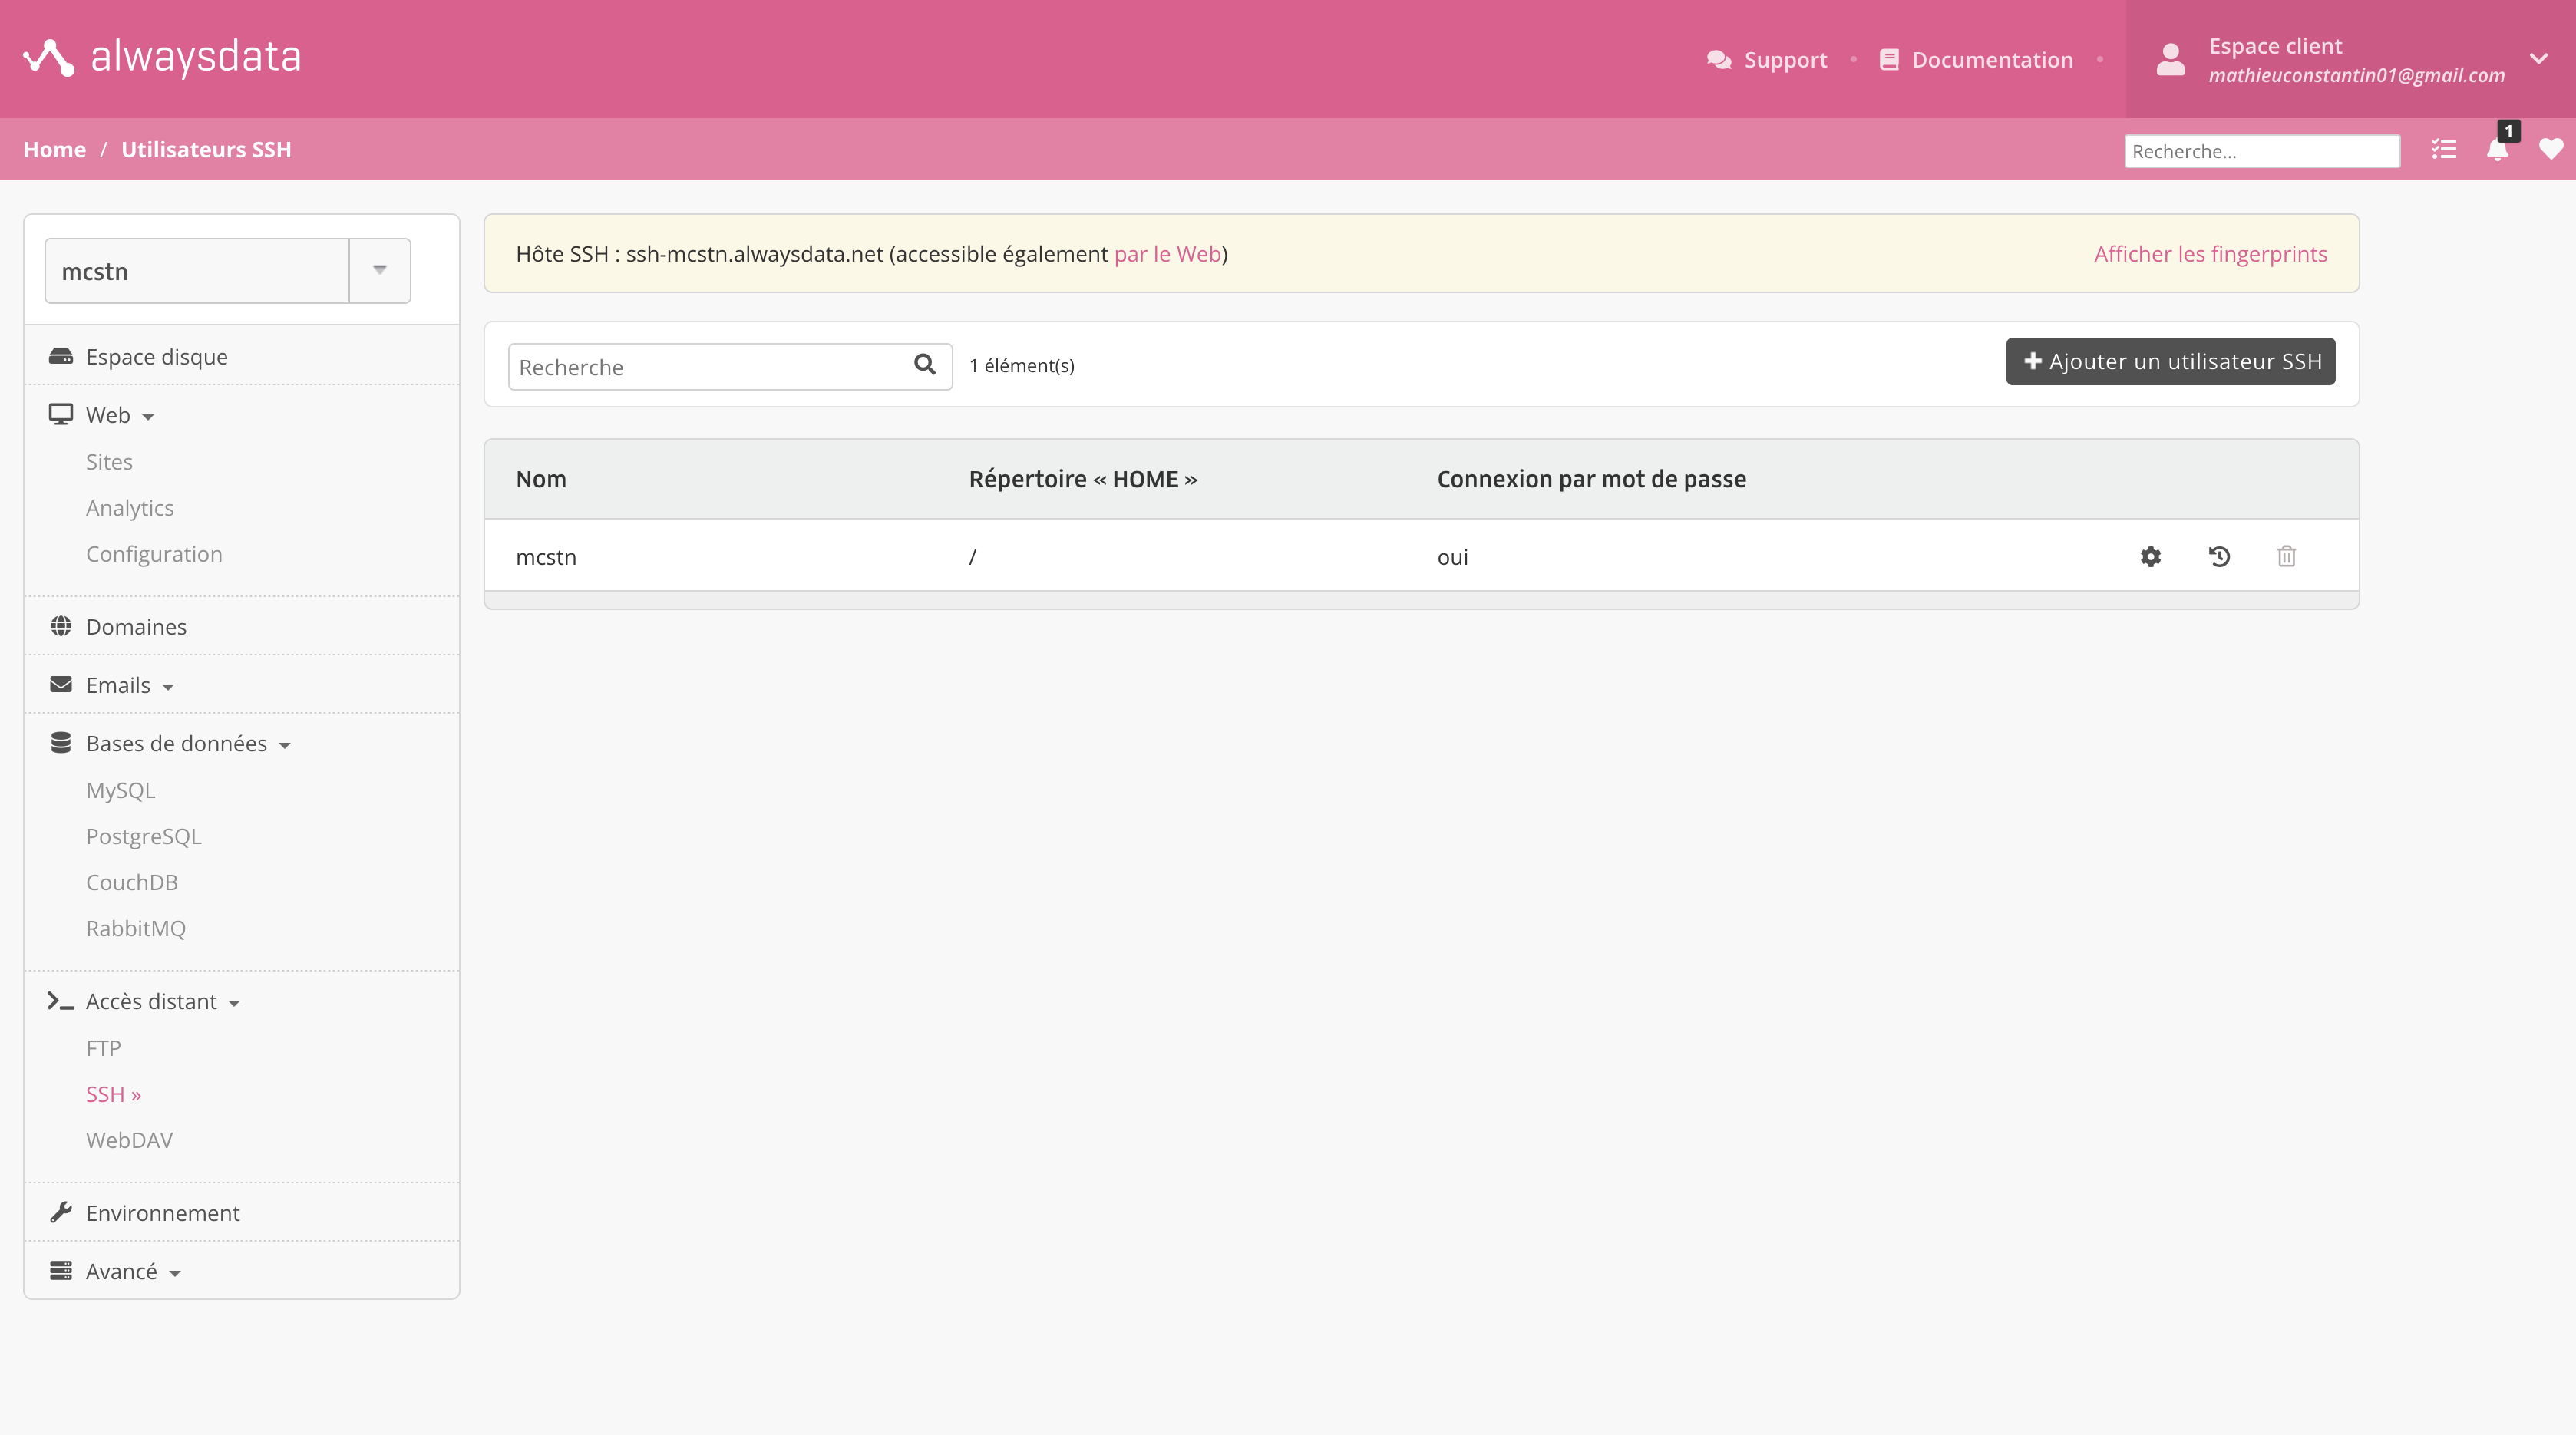 alwaysdata
Support • Documentation •
Espace client
mathieuconstantin01@gmail.com
Home / Utilisateurs SSH
Recherche...
1
mcstn
Espace disque
Web
Sites
Analytics
Configuration
Domaines
Emails
Bases de données
MySQL
PostgreSQL
CouchDB
RabbitMQ
Accès distant
FTP
SSH »
WebDAV
Environnement
Avancé
Hôte SSH : ssh-mcstn.alwaysdata.net (accessible également par le Web)
Afficher les fingerprints
Recherche
1 élément(s)
Ajouter un utilisateur SSH
Nom Répertoire « HOME » Connexion par mot de passe
mcstn / oui